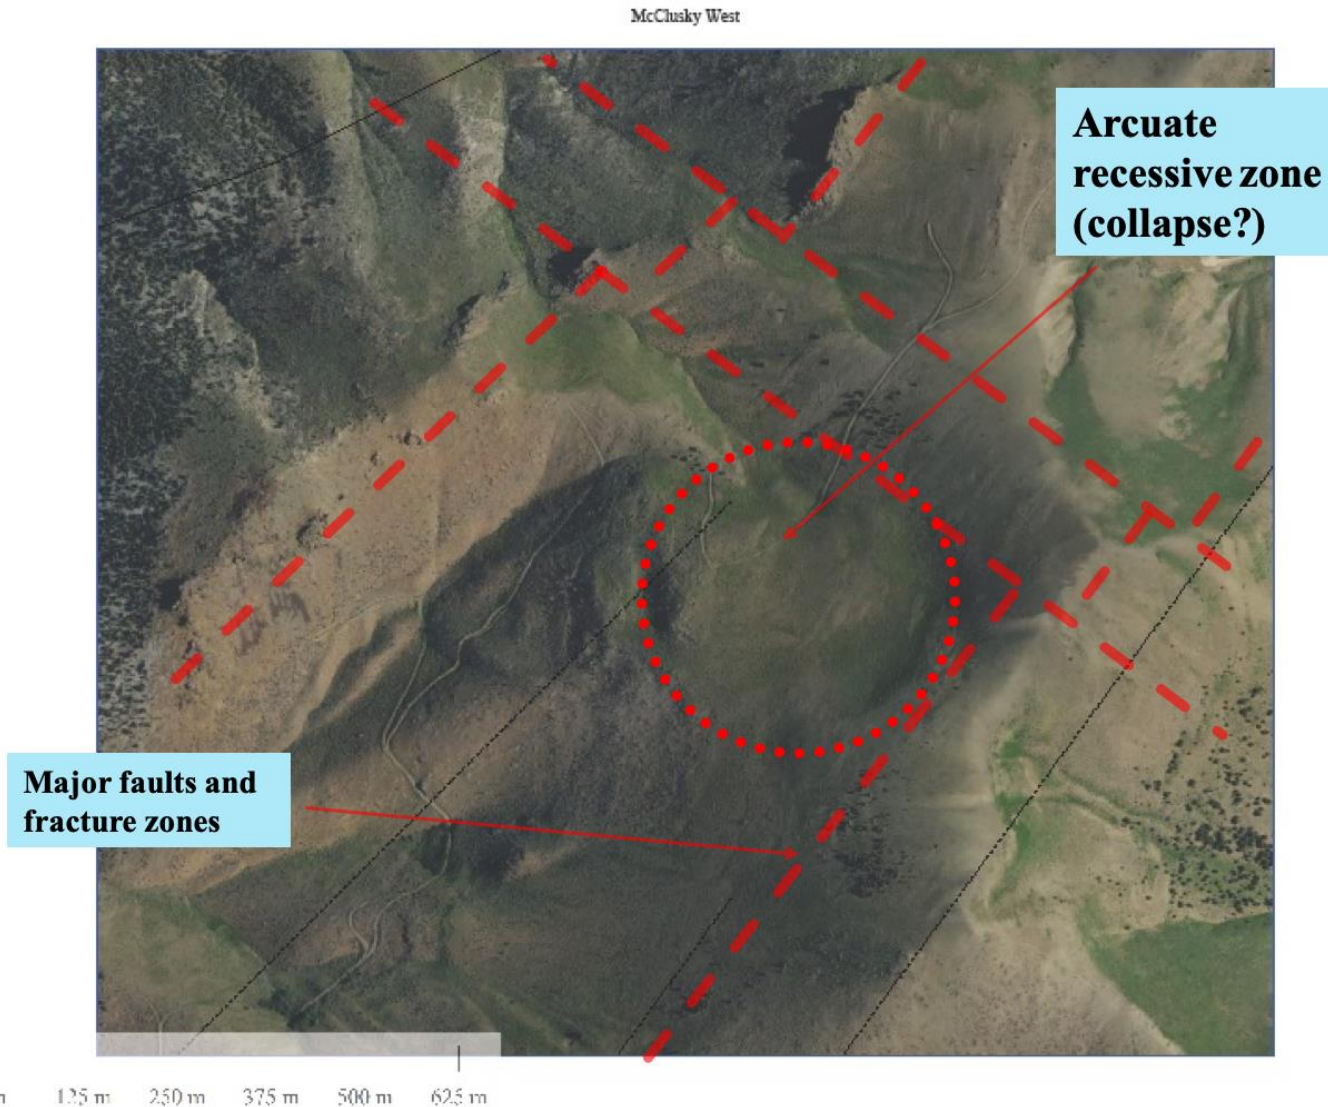 McClusky West
Arcuate
recessive zone
(collapse?)
Major faults and
fracture zones
125 m 250 m 375 m 500 m 625 m